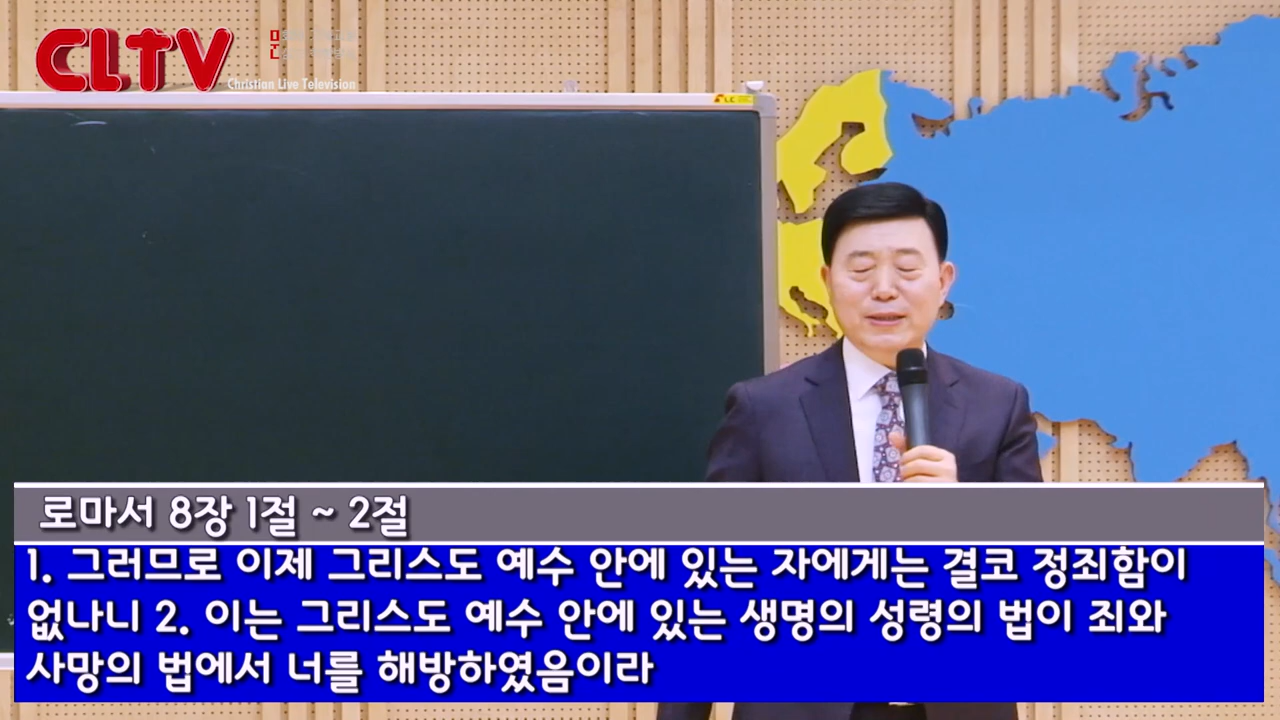 CLTV
Christian Live Television
로마서 8장 1절 ~ 2절
1. 그러므로 이제 그리스도 예수 안에 있는 자에게는 결코 정죄함이
없나니 2. 이는 그리스도 예수 안에 있는 생명의 성령의 법이 죄와
사망의 법에서 너를 해방하였음이라